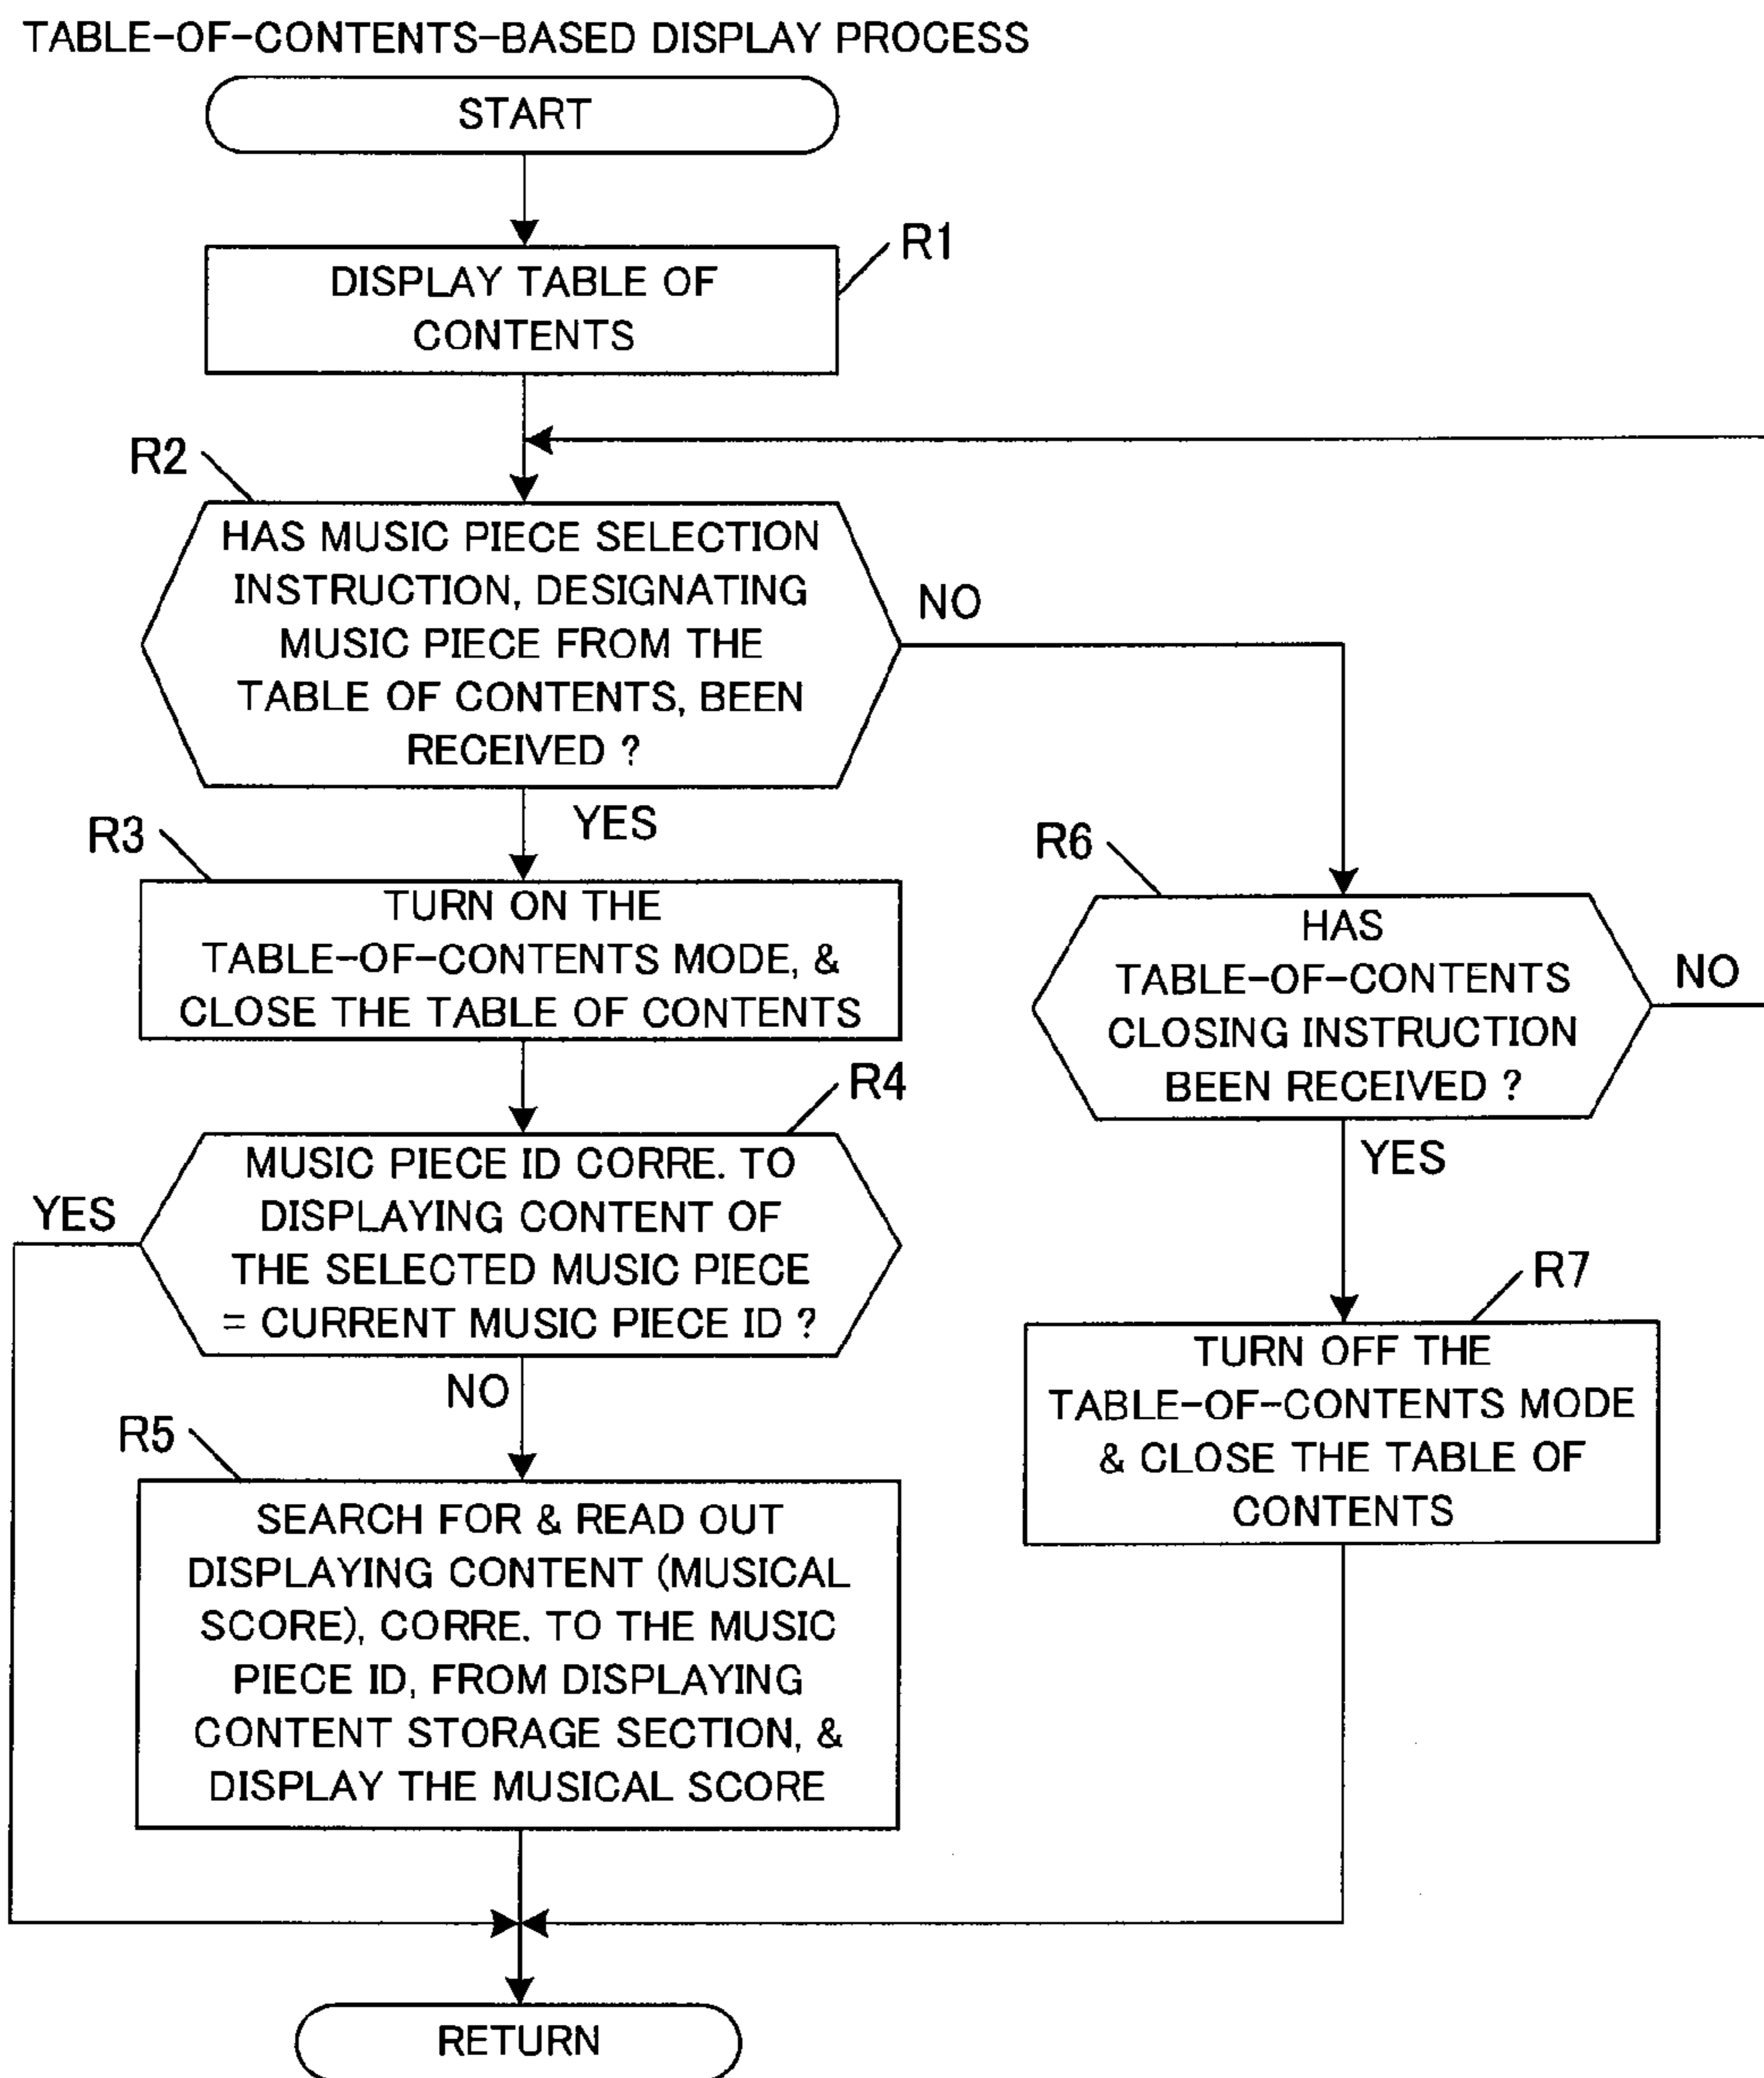 TABLE-OF-CONTENTS-BASED DISPLAY PROCESS
START
R1
DISPLAY TABLE OF
CONTENTS
R2
HAS MUSIC PIECE SELECTION
INSTRUCTION, DESIGNATING
MUSIC PIECE FROM THE
TABLE OF CONTENTS, BEEN
RECEIVED ?
NO
YES
R3
TURN ON THE
TABLE-OF-CONTENTS MODE, &
CLOSE THE TABLE OF CONTENTS
R4
MUSIC PIECE ID CORRE. TO
DISPLAYING CONTENT OF
THE SELECTED MUSIC PIECE
= CURRENT MUSIC PIECE ID ?
YES
NO
R5
SEARCH FOR & READ OUT
DISPLAYING CONTENT (MUSICAL
SCORE), CORRE. TO THE MUSIC
PIECE ID, FROM DISPLAYING
CONTENT STORAGE SECTION, &
DISPLAY THE MUSICAL SCORE
R6
HAS
TABLE-OF-CONTENTS
CLOSING INSTRUCTION
BEEN RECEIVED ?
NO
YES
R7
TURN OFF THE
TABLE-OF-CONTENTS MODE
& CLOSE THE TABLE OF
CONTENTS
RETURN